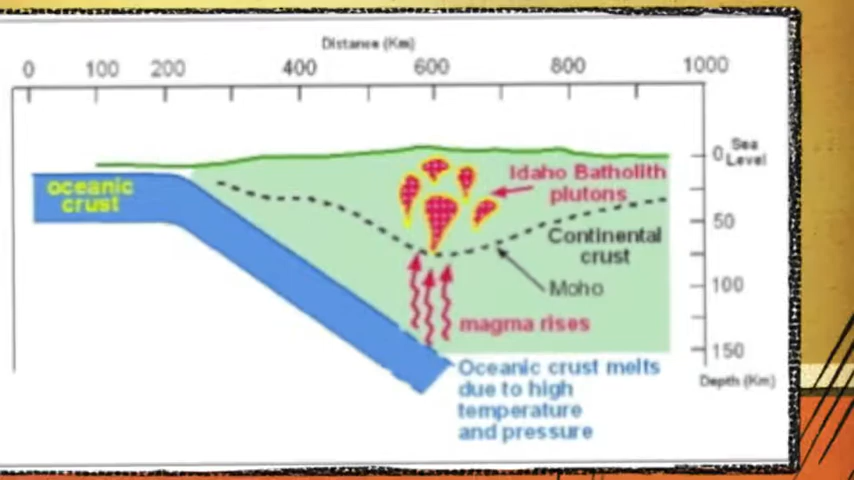 Distance (Km)
0 100 200 400 600 800 1000
0 Sea Level
oceanic
crust
Idaho Batholith
plutons
50
Continental
crust
100
Moho
magma rises
150
Oceanic crust melts
due to high
temperature
and pressure
Depth (Km)